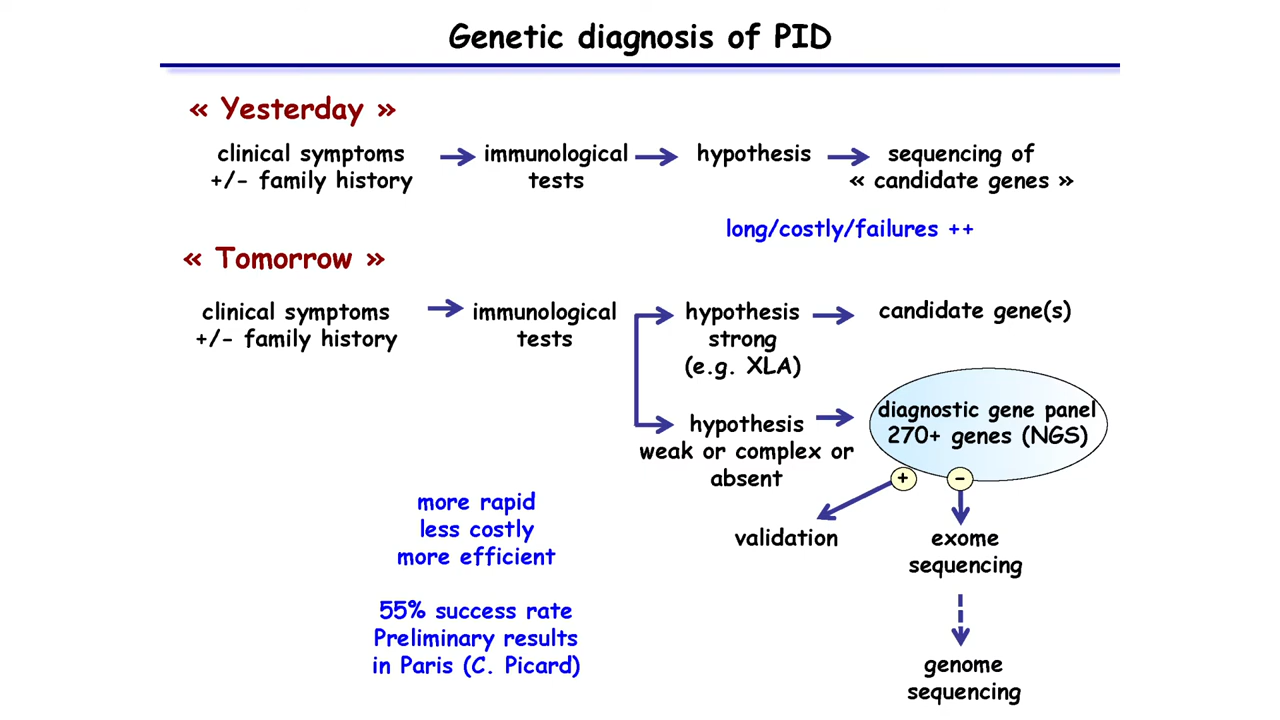 Genetic diagnosis of PID
« Yesterday »
clinical symptoms
+/- family history
immunological
tests
hypothesis
sequencing of
« candidate genes »
long/costly/failures ++
« Tomorrow »
clinical symptoms
+/- family history
immunological
tests
hypothesis
strong
(e.g. XLA)
candidate gene(s)
hypothesis
weak or complex or
absent
diagnostic gene panel
270+ genes (NGS)
+
−
validation
exome
sequencing
genome
sequencing
more rapid
less costly
more efficient
55% success rate
Preliminary results
in Paris (C. Picard)